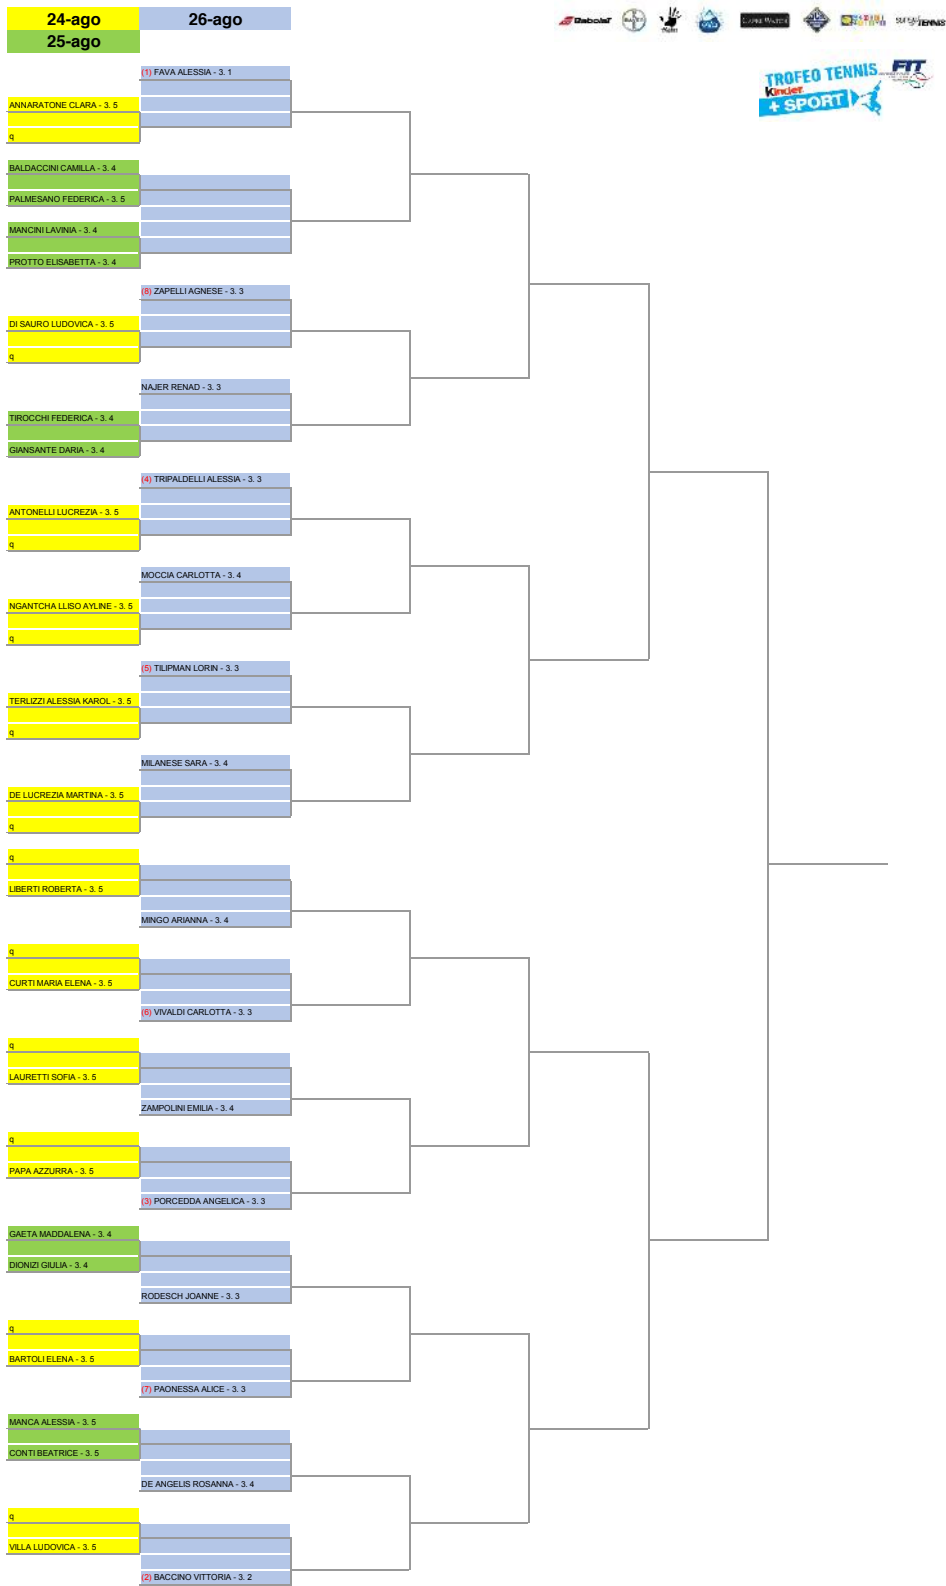 24-ago
26-ago
25-ago
Babolat
BAYER
TROFEO TENNIS
FIT
Kinder
+ SPORT
(1) FAVA ALESSIA - 3. 1
ANNARATONE CLARA - 3. 5
q
BALDACCINI CAMILLA - 3. 4
PALMESANO FEDERICA - 3. 5
MANCINI LAVINIA - 3. 4
PROTTO ELISABETTA - 3. 4
(8) ZAPELLI AGNESE - 3. 3
DI SAURO LUDOVICA - 3. 5
q
NAJER RENAD - 3. 3
TIROCCHI FEDERICA - 3. 4
GIANSANTE DARIA - 3. 4
(4) TRIPALDELLI ALESSIA - 3. 3
ANTONELLI LUCREZIA - 3. 5
q
MOCCIA CARLOTTA - 3. 4
NGANTCHA LLISO AYLINE - 3. 5
q
(5) TILIPMAN LORIN - 3. 3
TERLIZZI ALESSIA KAROL - 3. 5
q
MILANESE SARA - 3. 4
DE LUCREZIA MARTINA - 3. 5
q
q
LIBERTI ROBERTA - 3. 5
MINGO ARIANNA - 3. 4
q
CURTI MARIA ELENA - 3. 5
(6) VIVALDI CARLOTTA - 3. 3
q
LAURETTI SOFIA - 3. 5
ZAMPOLINI EMILIA - 3. 4
q
PAPA AZZURRA - 3. 5
(3) PORCEDDA ANGELICA - 3. 3
GAETA MADDALENA - 3. 4
DIONIZI GIULIA - 3. 4
RODESCH JOANNE - 3. 3
q
BARTOLI ELENA - 3. 5
(7) PAONESSA ALICE - 3. 3
MANCA ALESSIA - 3. 5
CONTI BEATRICE - 3. 5
DE ANGELIS ROSANNA - 3. 4
q
VILLA LUDOVICA - 3. 5
(2) BACCINO VITTORIA - 3. 2